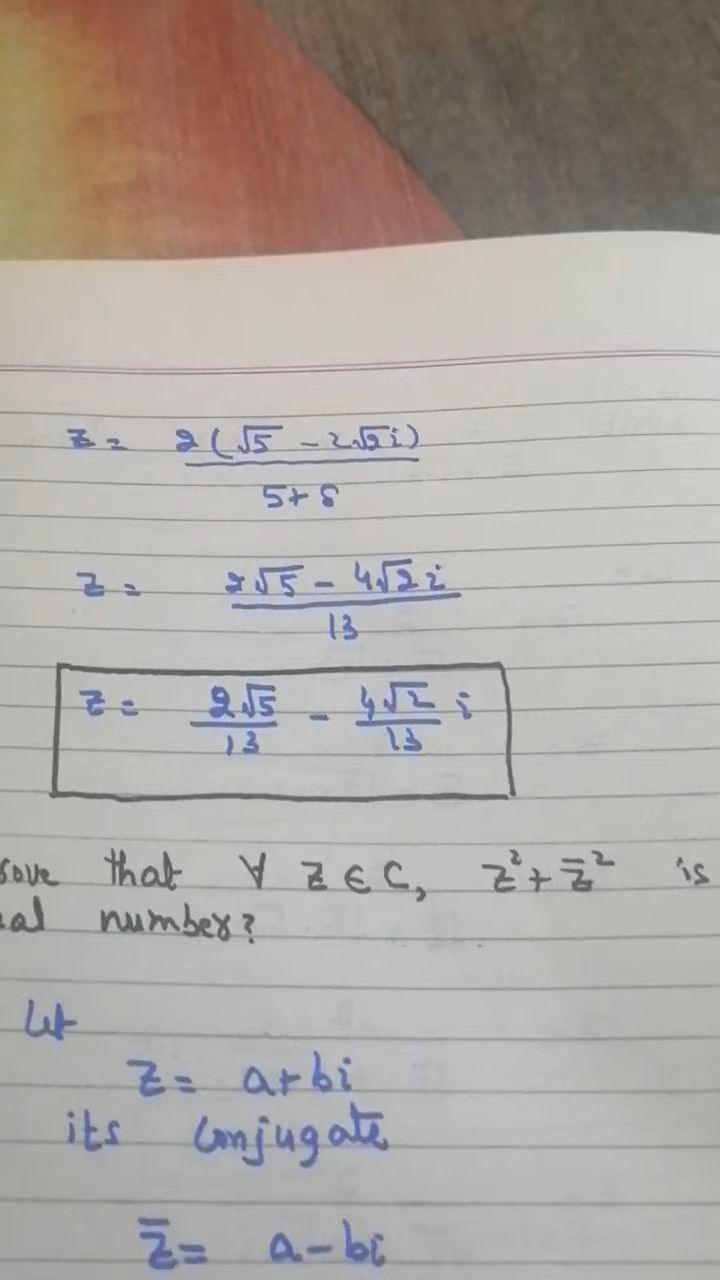 z = 2(√5 - 2√2i) / 5+8
z = 2√5 - 4√2i / 13
z = 2√5/13 - 4√2/13 i
that ∀ z ∈ C, z² + z̄² is
number?
Let
z = a+bi
its conjugate
z̄ = a-bi